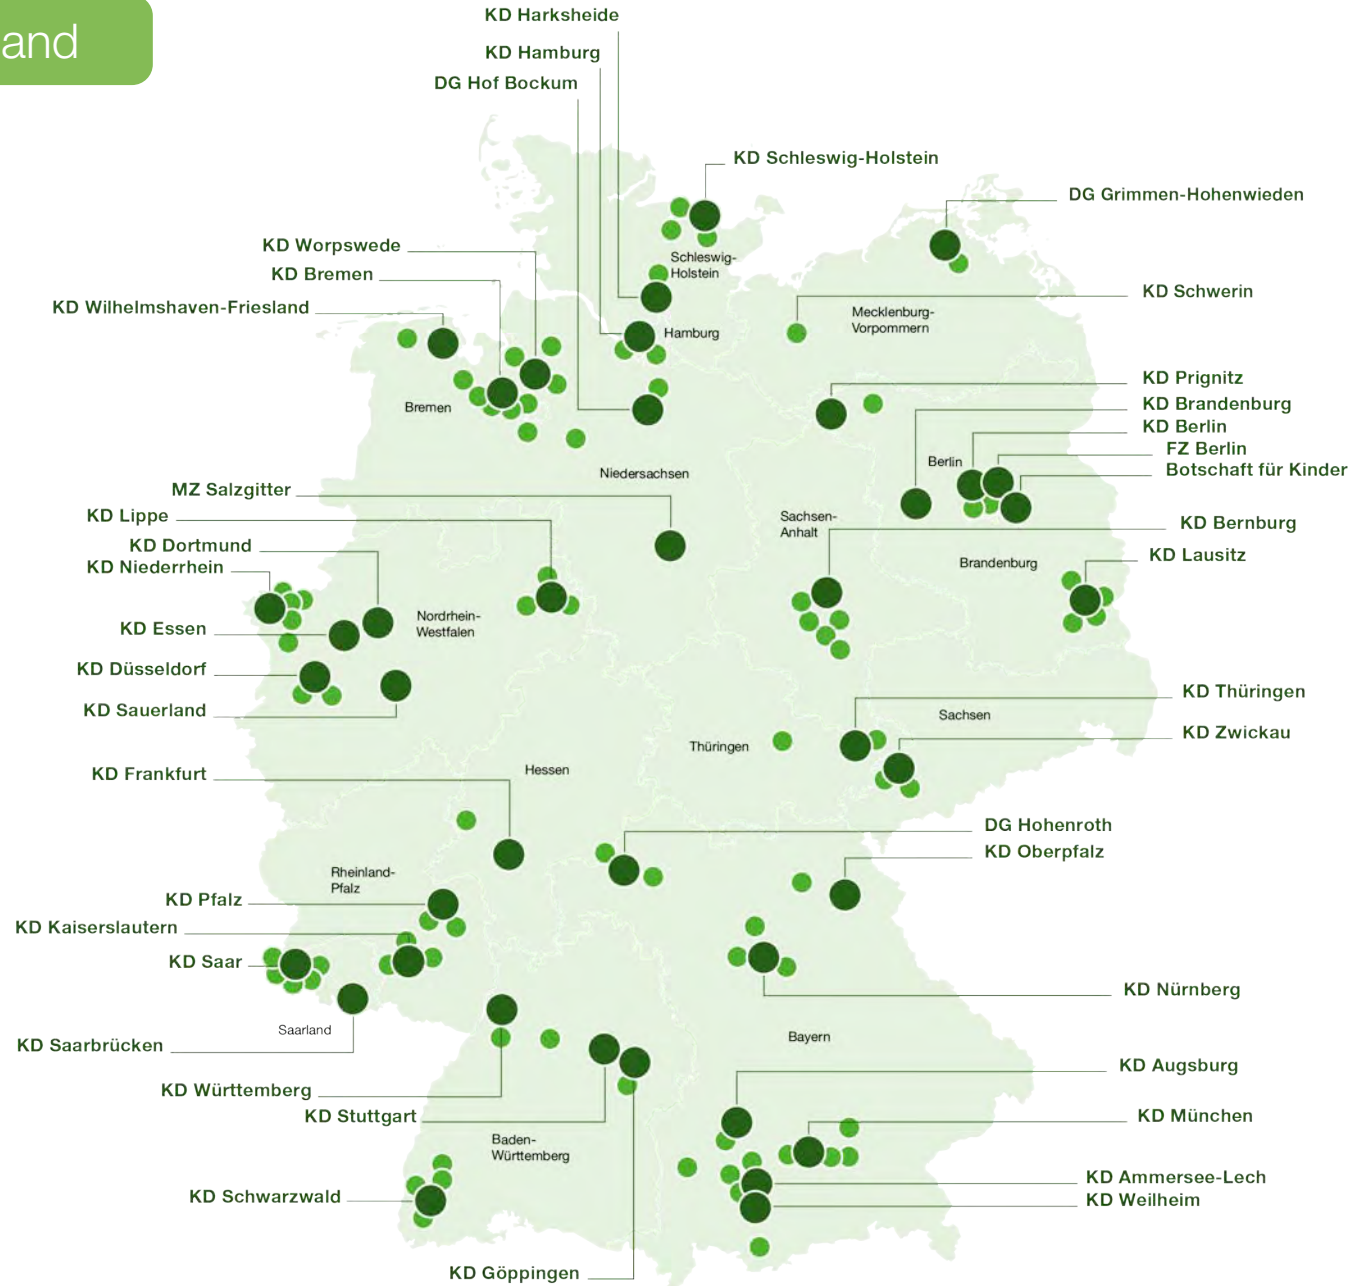 and
KD Harksheide
KD Hamburg
DG Hof Bockum
KD Schleswig-Holstein
DG Grimmen-Hohenwieden
KD Worpswede
KD Bremen
KD Wilhelmshaven-Friesland
Schleswig-
Holstein
KD Schwerin
Mecklenburg-
Vorpommern
Hamburg
KD Prignitz
KD Brandenburg
KD Berlin
FZ Berlin
Botschaft für Kinder
Bremen
Berlin
Niedersachsen
MZ Salzgitter
KD Lippe
KD Dortmund
KD Niederrhein
Sachsen-
Anhalt
KD Bernburg
KD Lausitz
Brandenburg
Nordrhein-
Westfalen
KD Essen
KD Düsseldorf
KD Sauerland
KD Thüringen
Sachsen
KD Zwickau
Thüringen
Hessen
KD Frankfurt
DG Hohenroth
KD Oberpfalz
Rheinland-
Pfalz
KD Pfalz
KD Kaiserslautern
KD Saar
KD Nürnberg
Saarland
KD Saarbrücken
Bayern
KD Augsburg
KD Württemberg
KD Stuttgart
KD München
Baden-
Württemberg
KD Ammersee-Lech
KD Weilheim
KD Schwarzwald
KD Göppingen